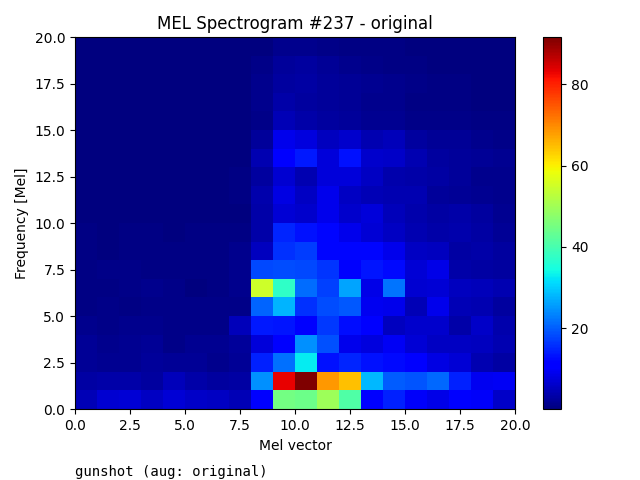 MEL Spectrogram #237 - original
20.0
17.5
15.0
12.5
10.0
7.5
5.0
2.5
0.0
Frequency [Mel]
0.0 2.5 5.0 7.5 10.0 12.5 15.0 17.5 20.0
Mel vector
80
60
40
20
gunshot (aug: original)